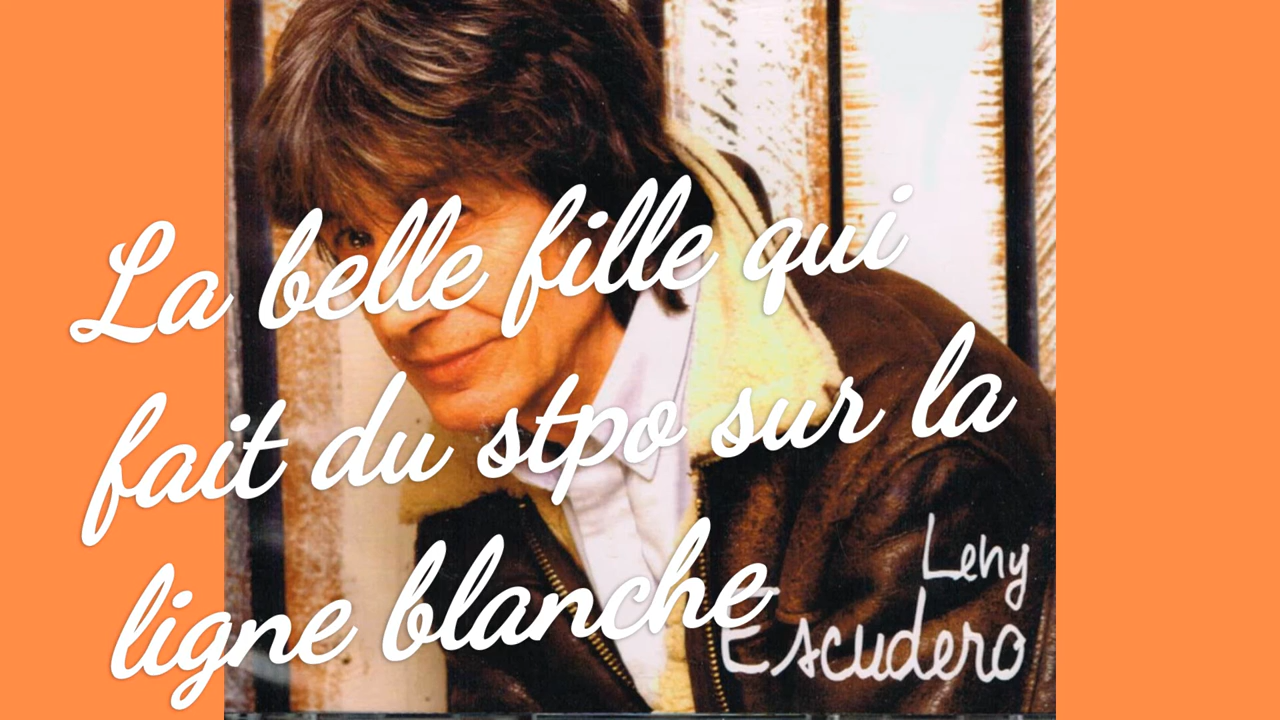 La belle fille qui
fait du stpo sur la
ligne blanche
Leny
Escudero